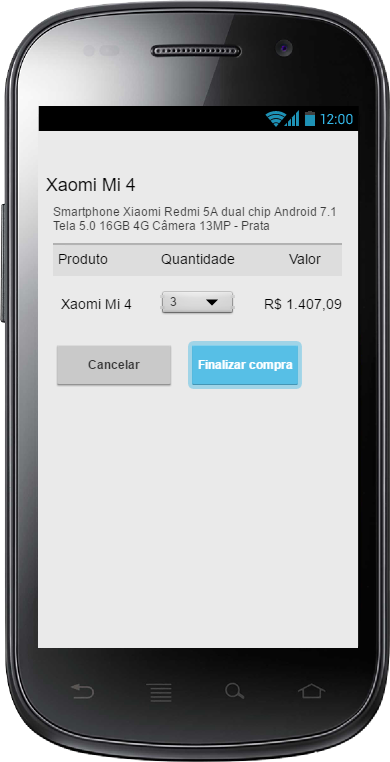 12:00
Xaomi Mi 4
Smartphone Xiaomi Redmi 5A dual chip Android 7.1
Tela 5.0 16GB 4G Câmera 13MP - Prata
Produto Quantidade Valor
Xaomi Mi 4 3 R$ 1.407,09
Cancelar Finalizar compra